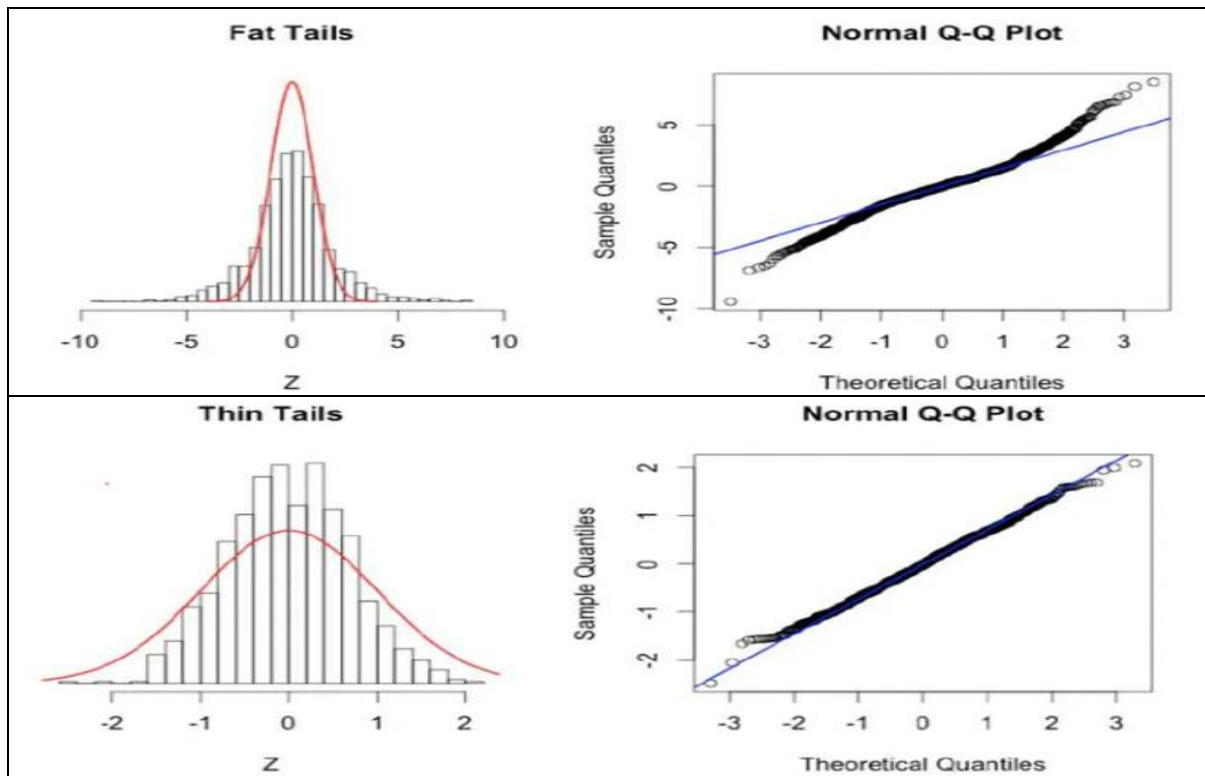 Fat Tails
-10 -5 0 5 10
Z
Normal Q-Q Plot
Sample Quantiles
5
0
-5
-10
-3 -2 -1 0 1 2 3
Theoretical Quantiles
Thin Tails
-2 -1 0 1 2
Z
Normal Q-Q Plot
Sample Quantiles
2
1
0
-1
-2
-3 -2 -1 0 1 2 3
Theoretical Quantiles